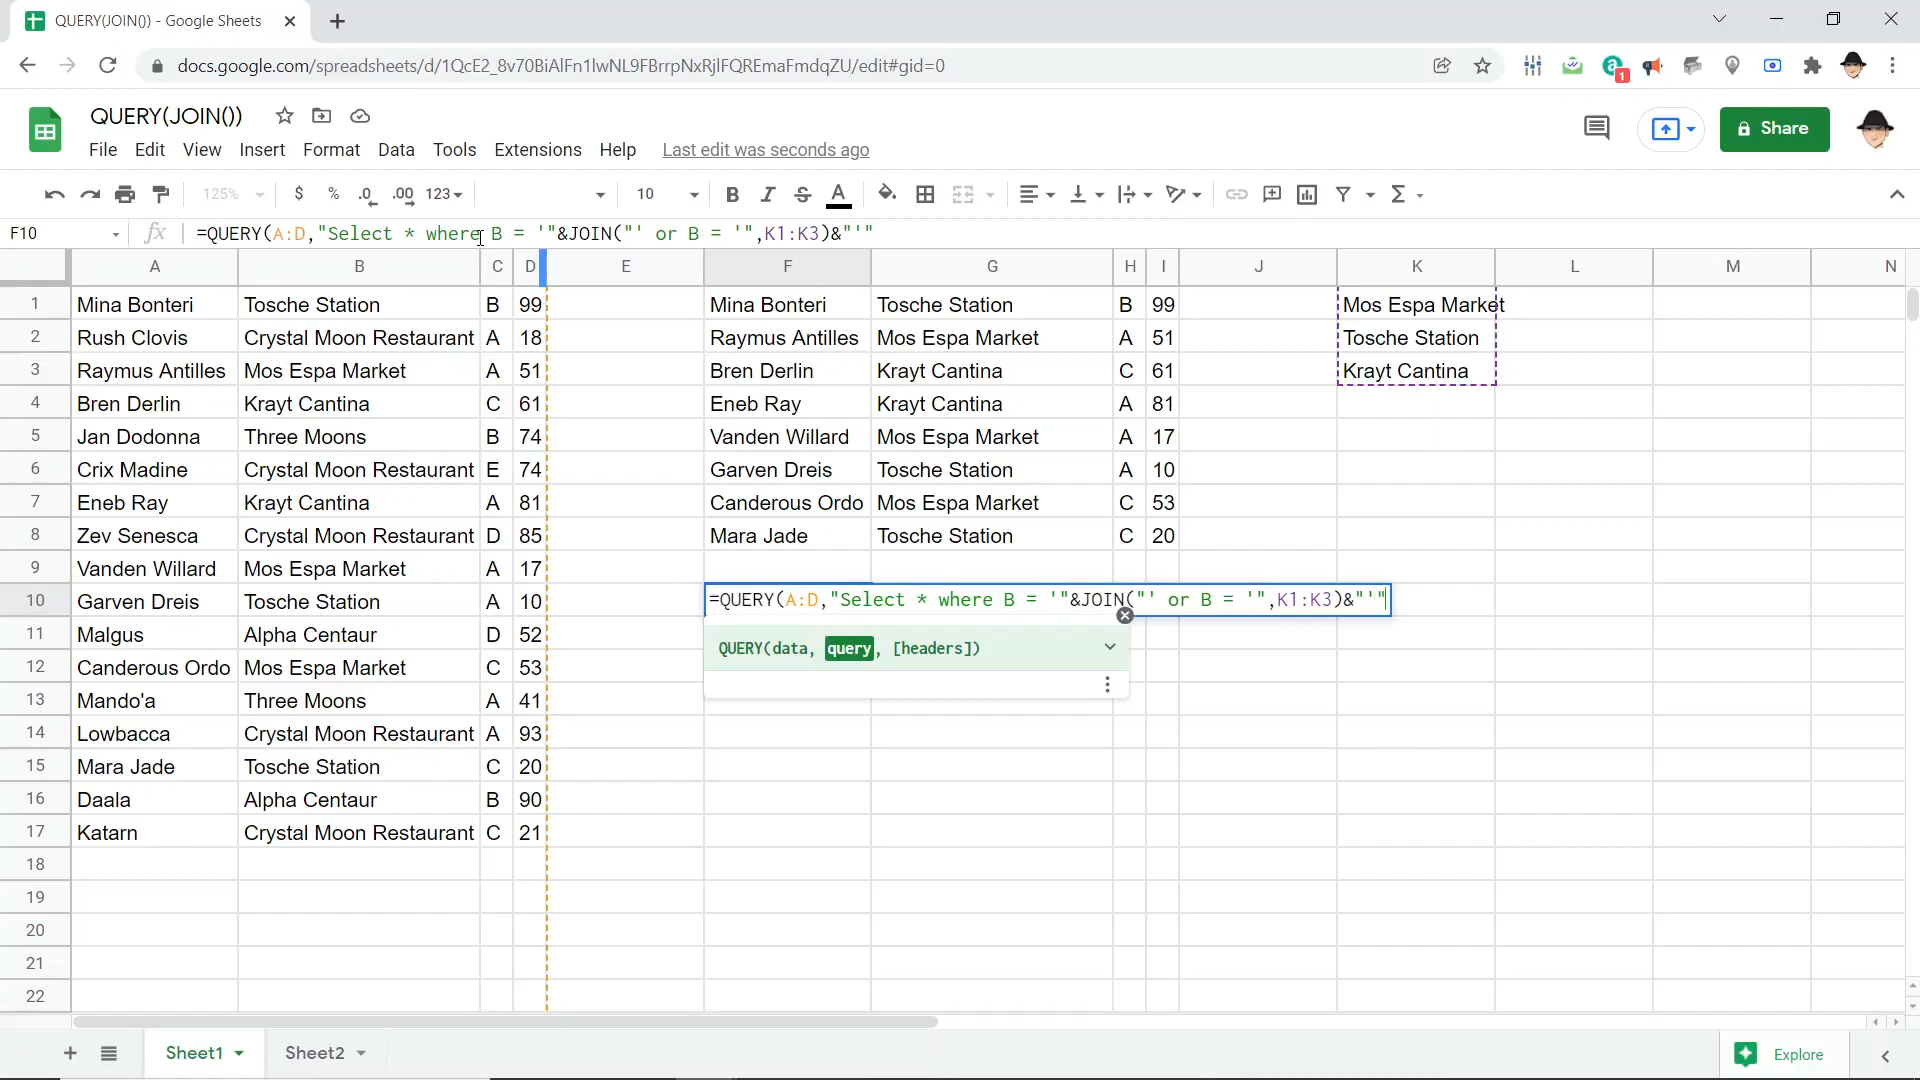 QUERY(JOIN()) - Google Sheets
docs.google.com/spreadsheets/d/1QcE2_8v70BiAlFn1lwNL9FBrrpNxRjlFQREmaFmdqZU/edit#gid=0
1
QUERY(JOIN())
File Edit View Insert Format Data Tools Extensions Help Last edit was seconds ago
Share
125% $ % .0 .00 123 10 B I S A
F10 fx =QUERY(A:D,"Select * where B = '"&JOIN("' or B = '",K1:K3)&"'"
A B C D E F G H I J K L M N
1 Mina Bonteri Tosche Station B 99 Mina Bonteri Tosche Station B 99 Mos Espa Market
2 Rush Clovis Crystal Moon Restaurant A 18 Raymus Antilles Mos Espa Market A 51 Tosche Station
3 Raymus Antilles Mos Espa Market A 51 Bren Derlin Krayt Cantina C 61 Krayt Cantina
4 Bren Derlin Krayt Cantina C 61 Eneb Ray Krayt Cantina A 81
5 Jan Dodonna Three Moons B 74 Vanden Willard Mos Espa Market A 17
6 Crix Madine Crystal Moon Restaurant E 74 Garven Dreis Tosche Station A 10
7 Eneb Ray Krayt Cantina A 81 Canderous Ordo Mos Espa Market C 53
8 Zev Senesca Crystal Moon Restaurant D 85 Mara Jade Tosche Station C 20
9 Vanden Willard Mos Espa Market A 17
10 Garven Dreis Tosche Station A 10 =QUERY(A:D,"Select * where B = '"&JOIN("' or B = '",K1:K3)&"'"
11 Malgus Alpha Centaur D 52 QUERY(data, query, [headers])
12 Canderous Ordo Mos Espa Market C 53
13 Mando'a Three Moons A 41
14 Lowbacca Crystal Moon Restaurant A 93
15 Mara Jade Tosche Station C 20
16 Daala Alpha Centaur B 90
17 Katarn Crystal Moon Restaurant C 21
18
19
20
21
22
Sheet1 Sheet2 Explore